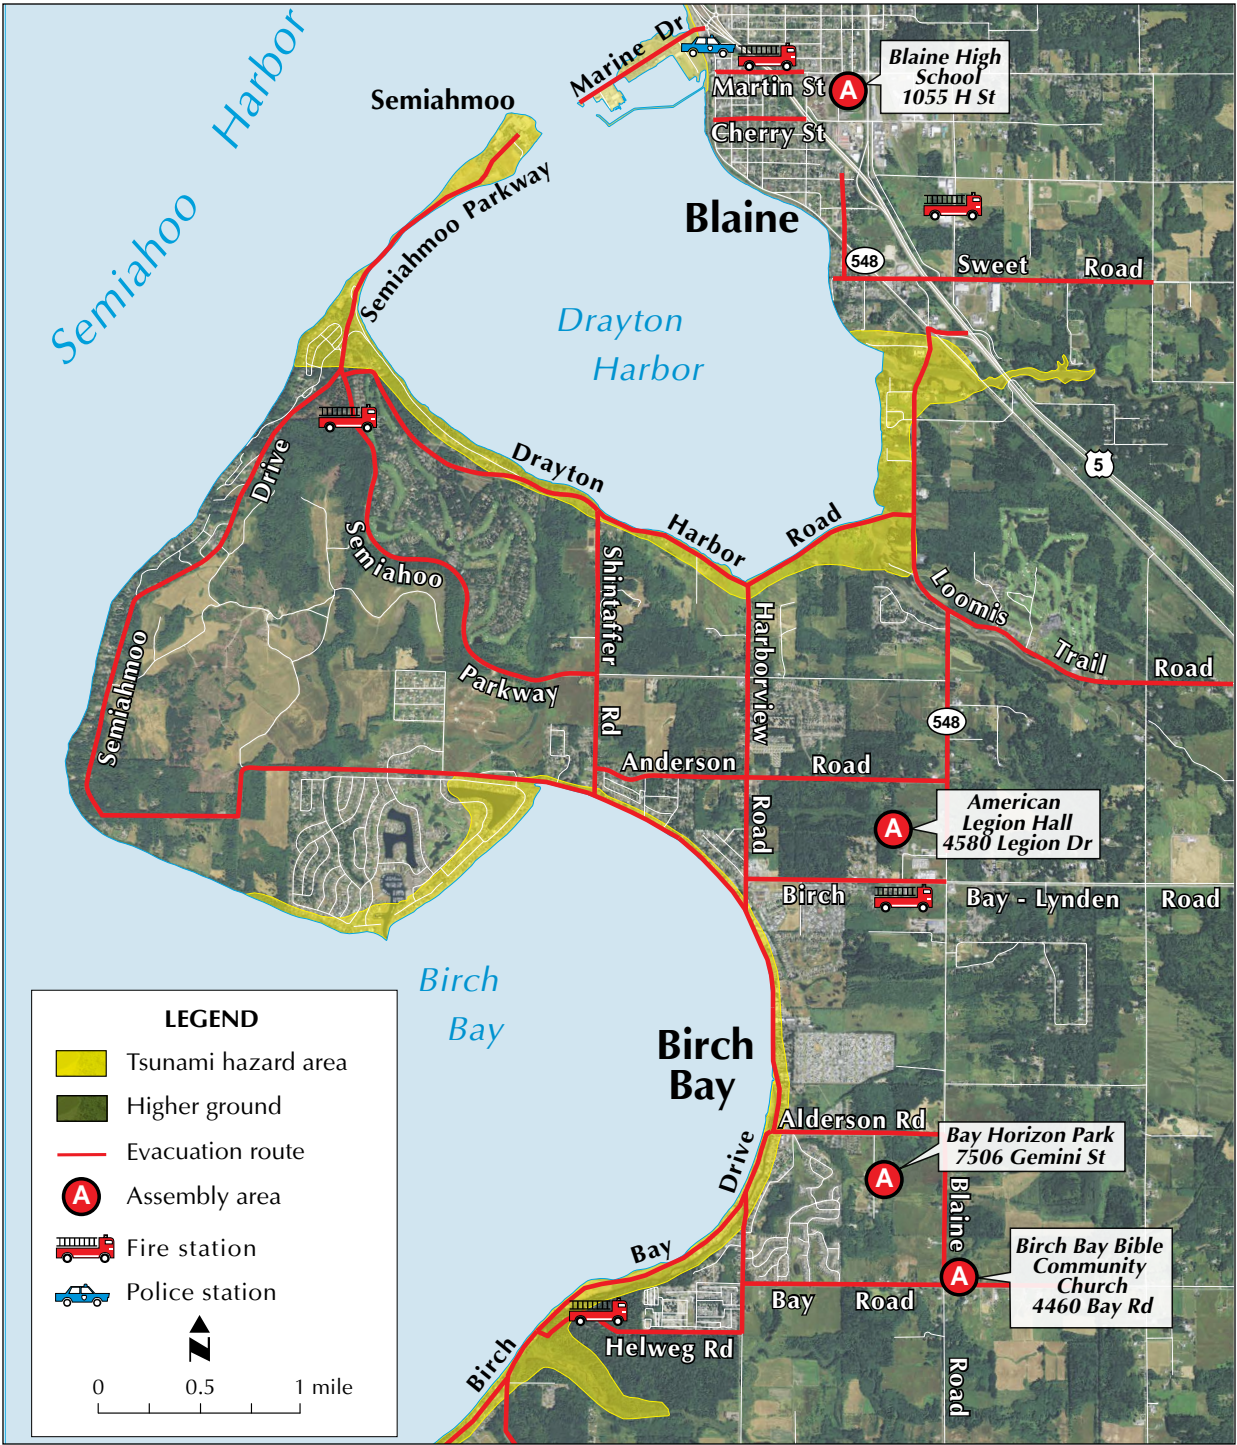 Semiahoo Harbor
Marine Dr
Semiahmoo
Martin St
Cherry St
A
Blaine High
School
1055 H St
Semiahmoo Parkway
Blaine
548
Sweet Road
Drayton
Harbor
5
Drive
Semiahmoo
Semiahoo
Parkway
Drayton Harbor Road
Shintaffer
Rd
Harborview
Road
Loomis Trail Road
548
Anderson Road
American
Legion Hall
4580 Legion Dr
A
Birch Bay - Lynden Road
Birch
Bay
Birch
Bay
Alderson Rd
Bay Horizon Park
7506 Gemini St
A
Blaine
Road
Birch Bay Bible
Community
Church
4460 Bay Rd
A
Bay Road
Helweg Rd
Birch Bay Drive
LEGEND
Tsunami hazard area
Higher ground
Evacuation route
A Assembly area
Fire station
Police station
N
0 0.5 1 mile